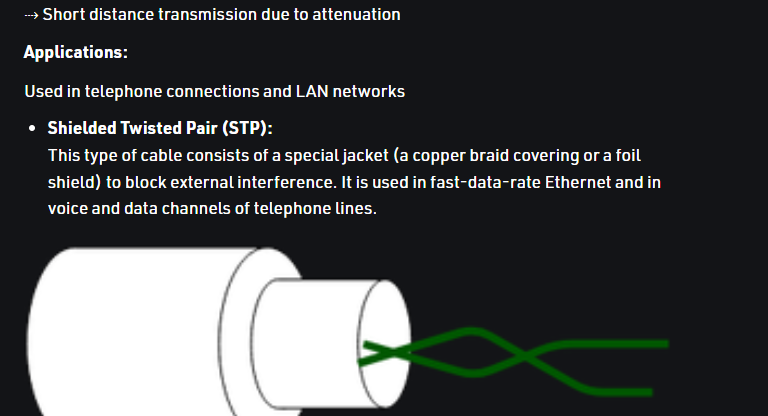 ⇢ Short distance transmission due to attenuation
Applications:
Used in telephone connections and LAN networks
• Shielded Twisted Pair (STP):
This type of cable consists of a special jacket (a copper braid covering or a foil
shield) to block external interference. It is used in fast-data-rate Ethernet and in
voice and data channels of telephone lines.